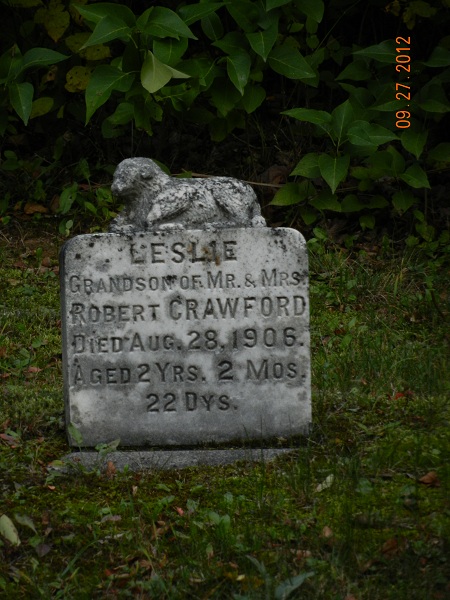 09.27.2012
LESLIE
GRANDSON OF MR. & MRS.
ROBERT CRAWFORD
DIED AUG. 28, 1906.
AGED 2 YRS. 2 MOS.
22 DYS.